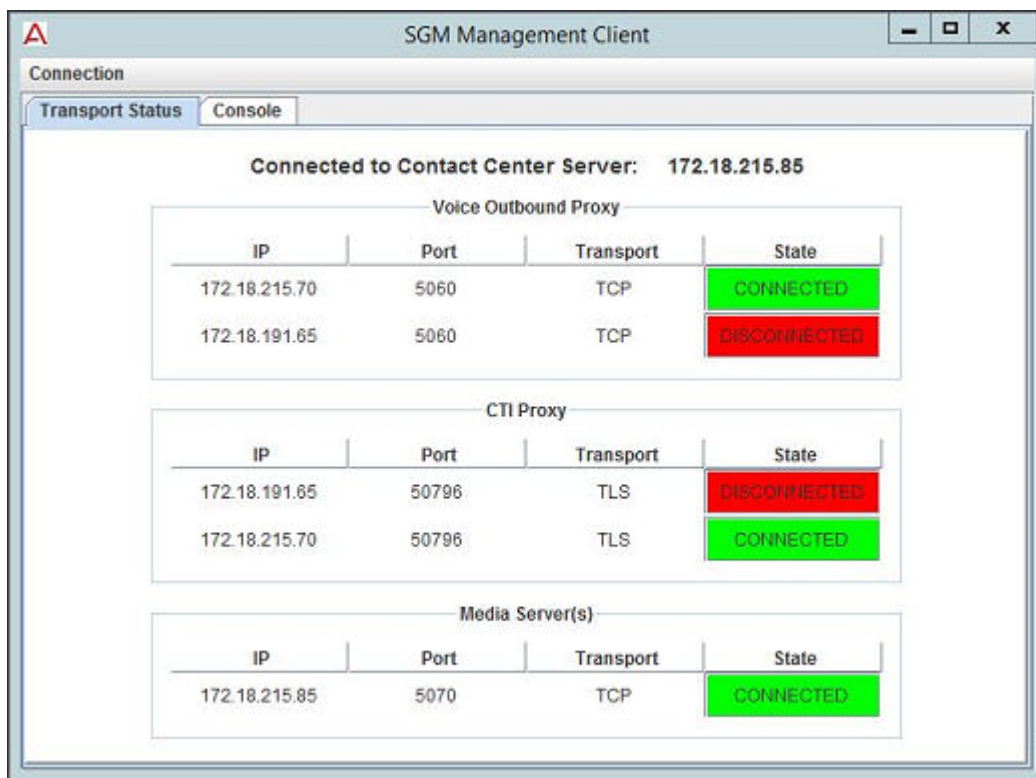 SGM Management Client
Connection
Transport Status Console
Connected to Contact Center Server: 172.18.215.85
Voice Outbound Proxy
IP Port Transport State
172.18.215.70 5060 TCP CONNECTED
172.18.191.65 5060 TCP DISCONNECTED
CTI Proxy
IP Port Transport State
172.18.191.65 50796 TLS DISCONNECTED
172.18.215.70 50796 TLS CONNECTED
Media Server(s)
IP Port Transport State
172.18.215.85 5070 TCP CONNECTED